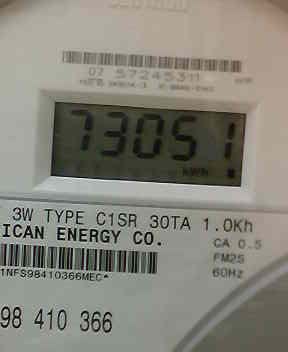 07 57245311
73051
kWh
3W TYPE C1SR 30TA 1.0Kh
ICAN ENERGY CO.
CA 0.5
FM2S
60Hz
1NFS98410366MEC*
98 410 366